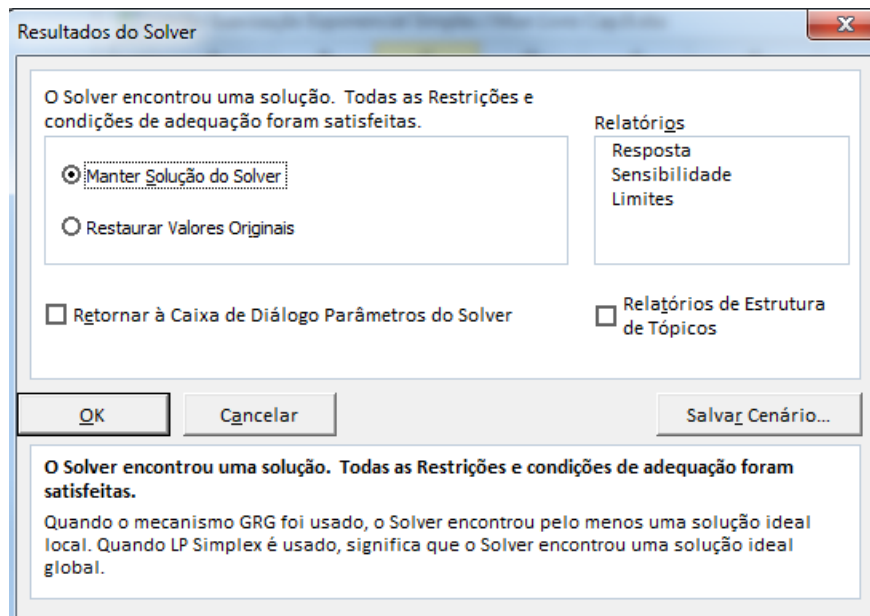 Resultados do Solver
O Solver encontrou uma solução. Todas as Restrições e
condições de adequação foram satisfeitas.
Manter Solução do Solver
Restaurar Valores Originais
Relatórios
Resposta
Sensibilidade
Limites
Retornar à Caixa de Diálogo Parâmetros do Solver
Relatórios de Estrutura
de Tópicos
OK
Cancelar
Salvar Cenário...
O Solver encontrou uma solução. Todas as Restrições e condições de adequação foram
satisfeitas.
Quando o mecanismo GRG foi usado, o Solver encontrou pelo menos uma solução ideal
local. Quando LP Simplex é usado, significa que o Solver encontrou uma solução ideal
global.